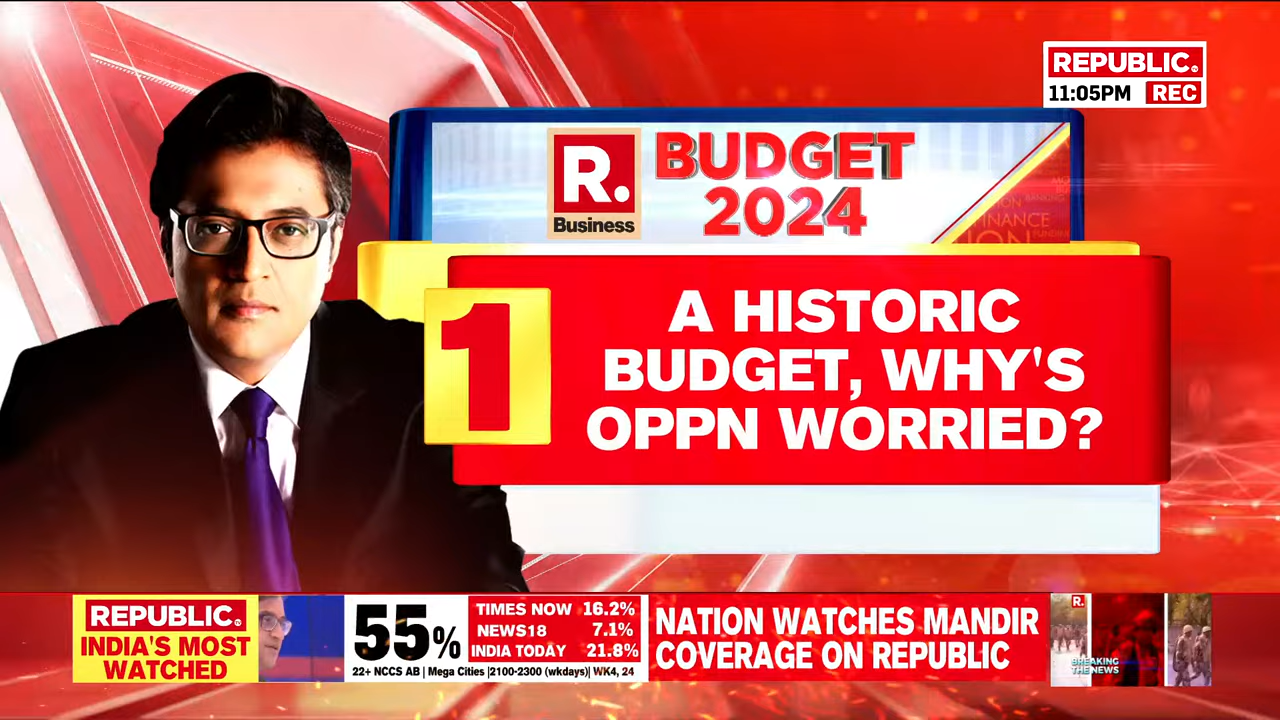 REPUBLIC.
11:05PM REC
R.
Business
BUDGET
2024
FINANCE
1
A HISTORIC
BUDGET, WHY'S
OPPN WORRIED?
REPUBLIC.
INDIA'S MOST
WATCHED
55%
TIMES NOW 16.2%
NEWS18 7.1%
INDIA TODAY 21.8%
22+ NCCS AB | Mega Cities |2100-2300 (wkdays)| WK4, 24
NATION WATCHES MANDIR
COVERAGE ON REPUBLIC
R.
BREAKING
THE NEWS